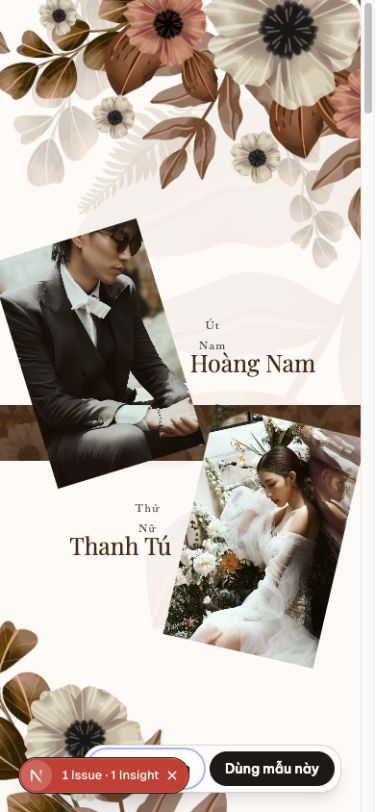 Út
Nam
Hoàng Nam
Thứ
Nữ
Thanh Tú
1 Issue · 1 Insight
Dùng mẫu này